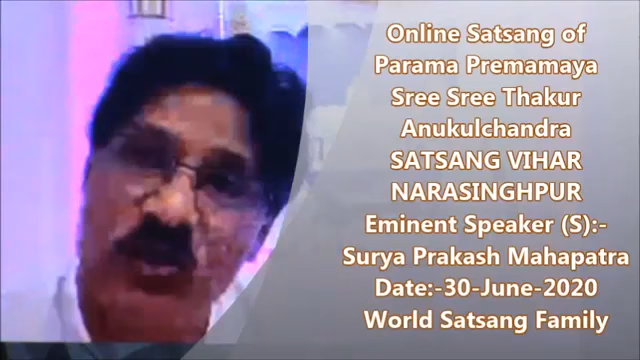 Online Satsang of
Parama Premamaya
Sree Sree Thakur
Anukulchandra
SATSANG VIHAR
NARASINGHPUR
Eminent Speaker (S):-
Surya Prakash Mahapatra
Date:-30-June-2020
World Satsang Family